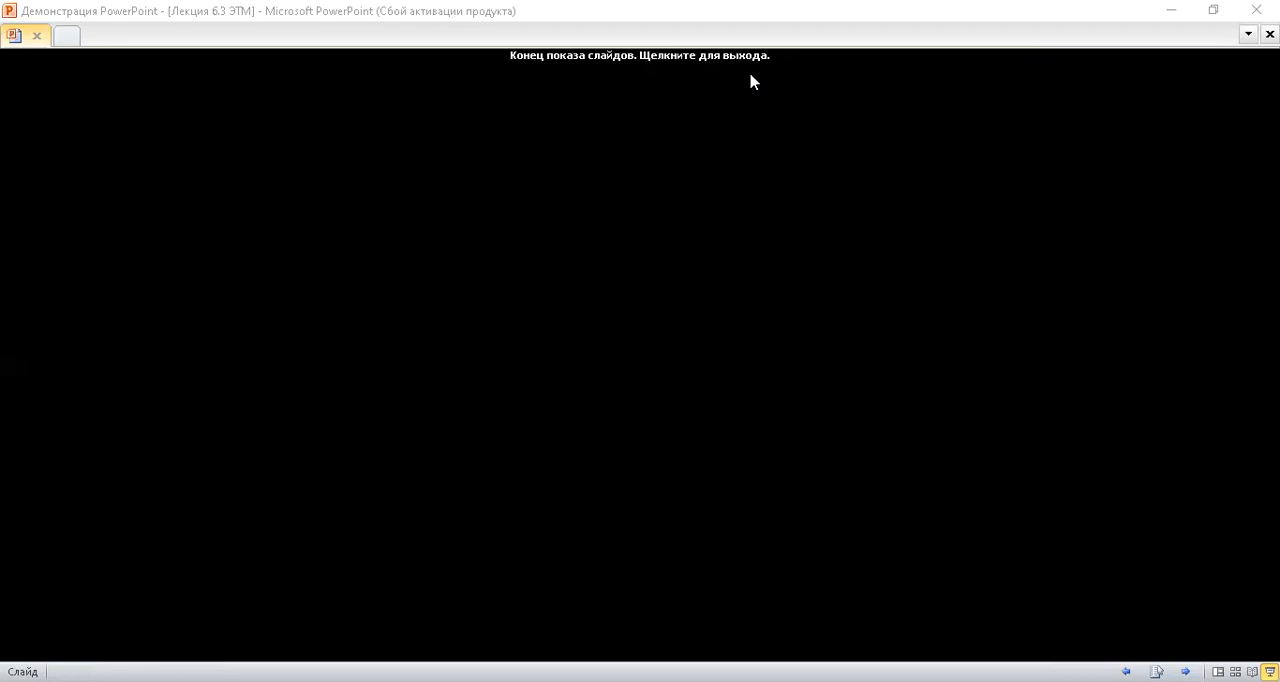 Демонстрация PowerPoint - [Лекция 6.3 ЭТМ] - Microsoft PowerPoint (Сбой активации продукта)
Конец показа слайдов. Щелкните для выхода.
Слайд